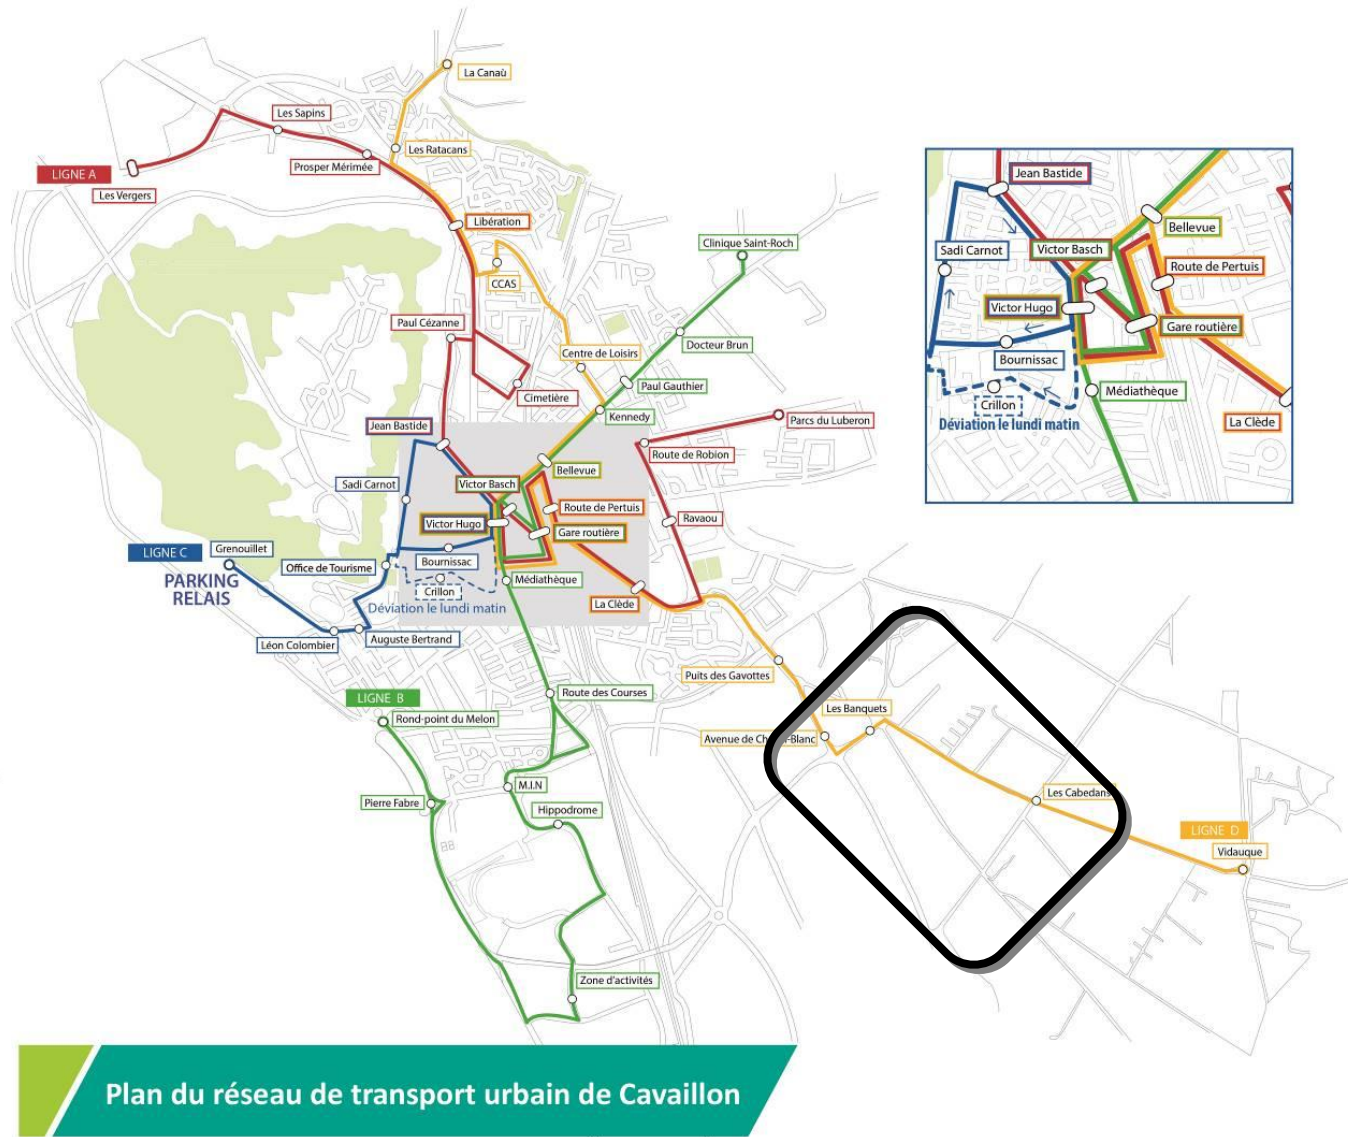 La Canaù
Les Sapins
Les Ratacans
Prosper Mérimée
LIGNE A
Les Vergers
Libération
Clinique Saint-Roch
CCAS
Paul Cézanne
Docteur Brun
Centre de Loisirs
Paul Gauthier
Cimetière
Kennedy
Parcs du Luberon
Jean Bastide
Route de Robion
Bellevue
Sadi Carnot
Victor Basch
Route de Pertuis
Ravaou
Victor Hugo
Gare routière
LIGNE C
Grenouillet
PARKING
RELAIS
Office de Tourisme
Bournissac
Médiathèque
Crillon
Déviation le lundi matin
La Clède
Léon Colombier
Auguste Bertrand
Puits des Gavottes
LIGNE B
Route des Courses
Rond-point du Melon
Les Banquets
Avenue de
Blanc
M.I.N
Pierre Fabre
Hippodrome
Les Cabedans
LIGNE D
Vidauque
Zone d'activités
Jean Bastide
Bellevue
Sadi Carnot
Victor Basch
Route de Pertuis
Victor Hugo
Gare routière
Bournissac
Médiathèque
Crillon
La Clède
Déviation le lundi matin
Plan du réseau de transport urbain de Cavaillon